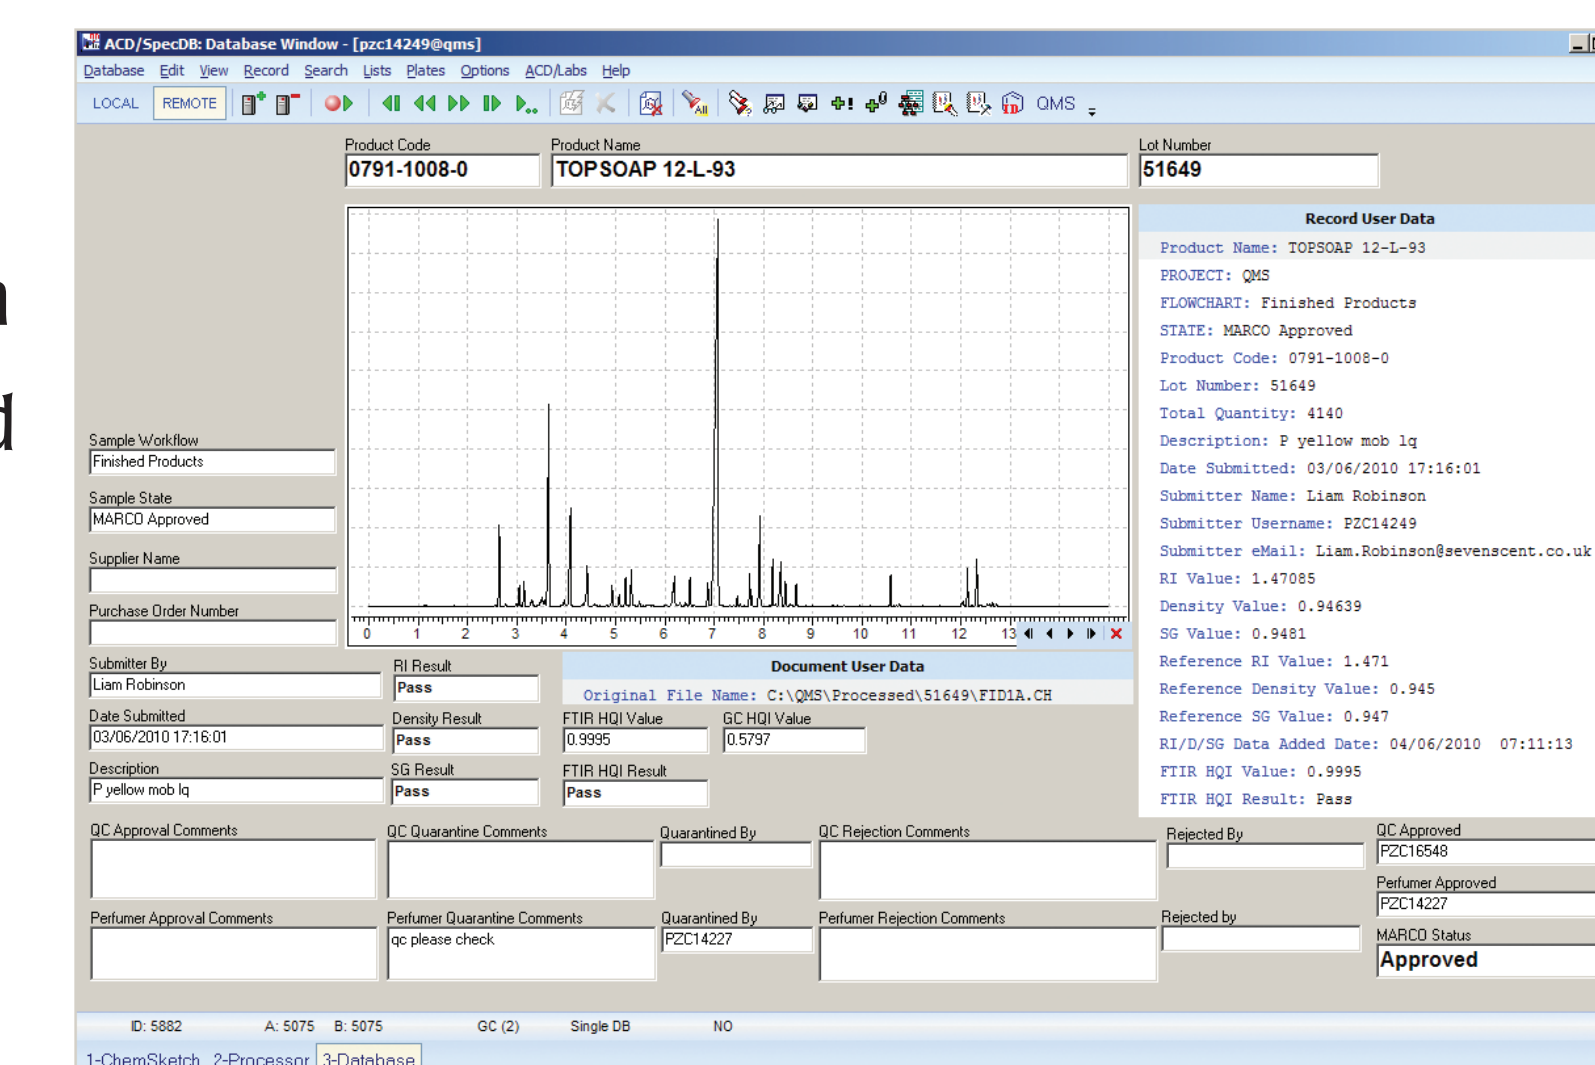 ACD/SpecDB: Database Window - [pzc14249@qms]
Database Edit View Record Search Lists Plates Options ACD/Labs Help
LOCAL REMOTE All QMS
Product Code Product Name Lot Number
0791-1008-0 TOPSOAP 12-L-93 51649
Record User Data
Product Name: TOPSOAP 12-L-93
PROJECT: QMS
FLOWCHART: Finished Products
STATE: MARCO Approved
Product Code: 0791-1008-0
Lot Number: 51649
Total Quantity: 4140
Description: P yellow mob lq
Date Submitted: 03/06/2010 17:16:01
Submitter Name: Liam Robinson
Submitter Username: PZC14249
Submitter eMail: Liam.Robinson@sevenscent.co.uk
RI Value: 1.47085
Density Value: 0.94639
SG Value: 0.9481
Reference RI Value: 1.471
Reference Density Value: 0.945
Reference SG Value: 0.947
RI/D/SG Data Added Date: 04/06/2010 07:11:13
FTIR HQI Value: 0.9995
FTIR HQI Result: Pass
Sample Workflow
Finished Products
Sample State
MARCO Approved
Supplier Name
Purchase Order Number
0 1 2 3 4 5 6 7 8 9 10 11 12 13
Submitter By
Liam Robinson
Date Submitted
03/06/2010 17:16:01
Description
P yellow mob lq
RI Result
Pass
Density Result
Pass
SG Result
Pass
Document User Data
Original File Name: C:\QMS\Processed\51649\FID1A.CH
FTIR HQI Value GC HQI Value
0.9995 0.5797
FTIR HQI Result
Pass
QC Approval Comments QC Quarantine Comments Quarantined By QC Rejection Comments Rejected By
QC Approved
PZC16548
Perfumer Approved
PZC14227
Perfumer Approval Comments Perfumer Quarantine Comments Quarantined By Perfumer Rejection Comments Rejected by
qc please check PZC14227
MARCO Status
Approved
ID: 5882 A: 5075 B: 5075 GC (2) Single DB NO
1-ChemSketch 2-Processor 3-Database